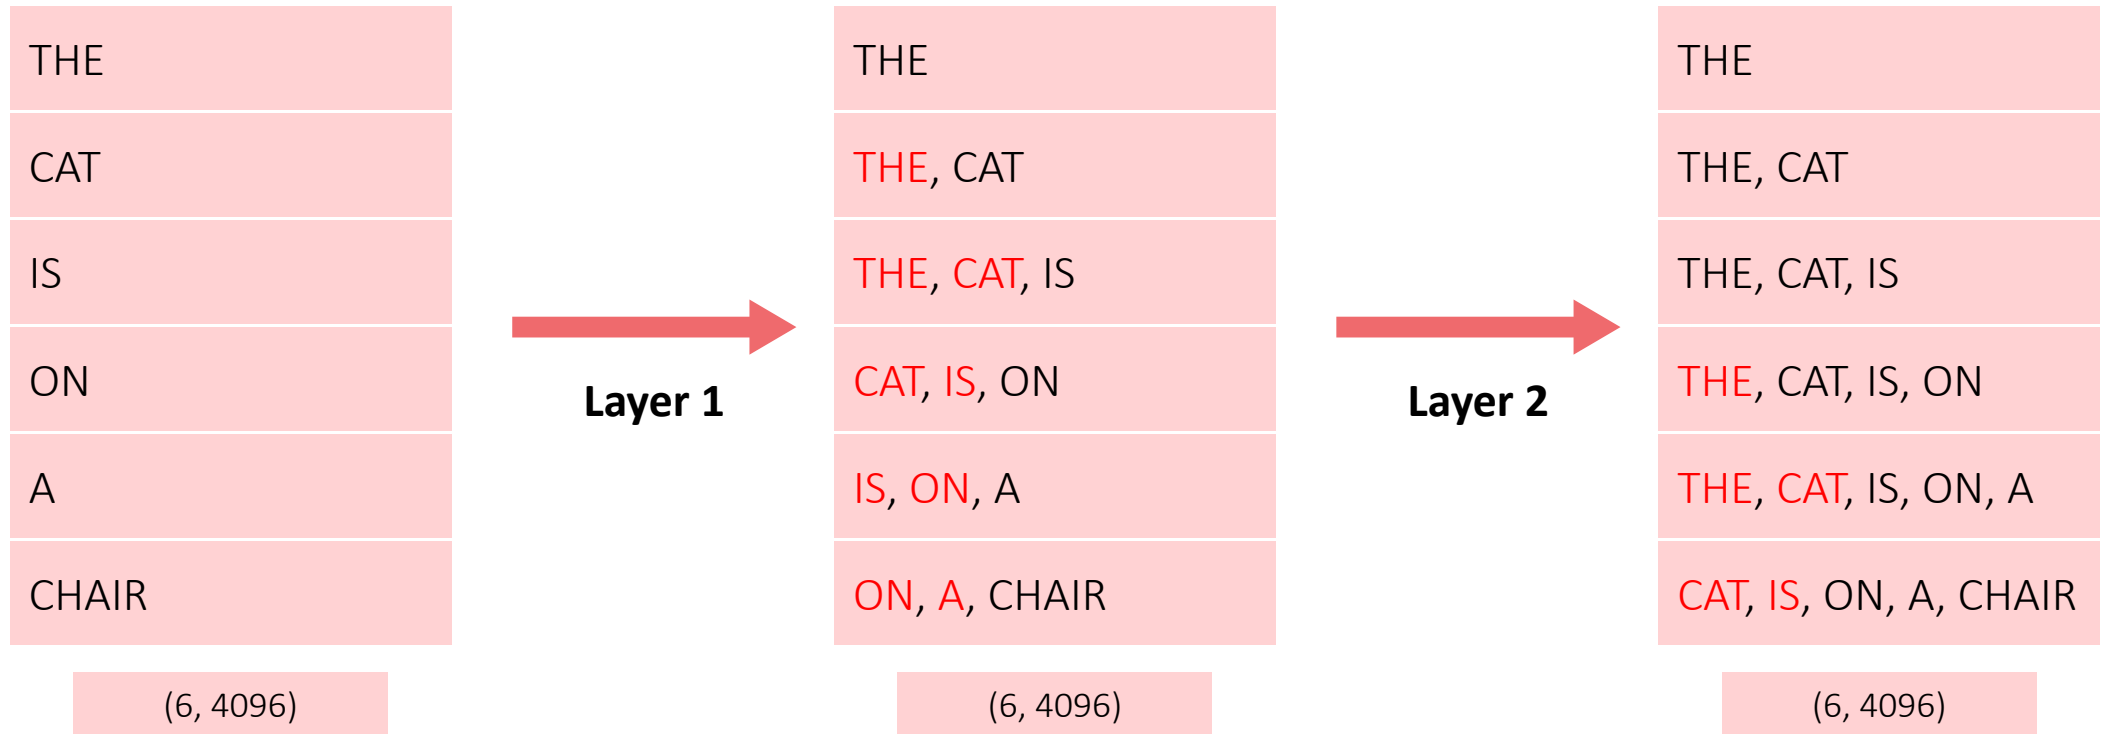 THE
CAT
IS
ON
A
CHAIR
(6, 4096)
Layer 1
THE
THE, CAT
THE, CAT, IS
CAT, IS, ON
IS, ON, A
ON, A, CHAIR
(6, 4096)
Layer 2
THE
THE, CAT
THE, CAT, IS
THE, CAT, IS, ON
THE, CAT, IS, ON, A
CAT, IS, ON, A, CHAIR
(6, 4096)